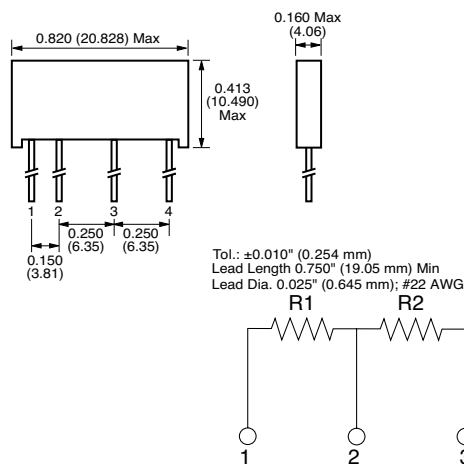 0.820 (20.828) Max
0.160 Max
(4.06)
0.413
(10.490)
Max
1 2 3 4
0.250
(6.35)
0.250
(6.35)
0.150
(3.81)
Tol.: ±0.010" (0.254 mm)
Lead Length 0.750" (19.05 mm) Min
Lead Dia. 0.025" (0.645 mm); #22 AWG
R1 R2
1 2 3